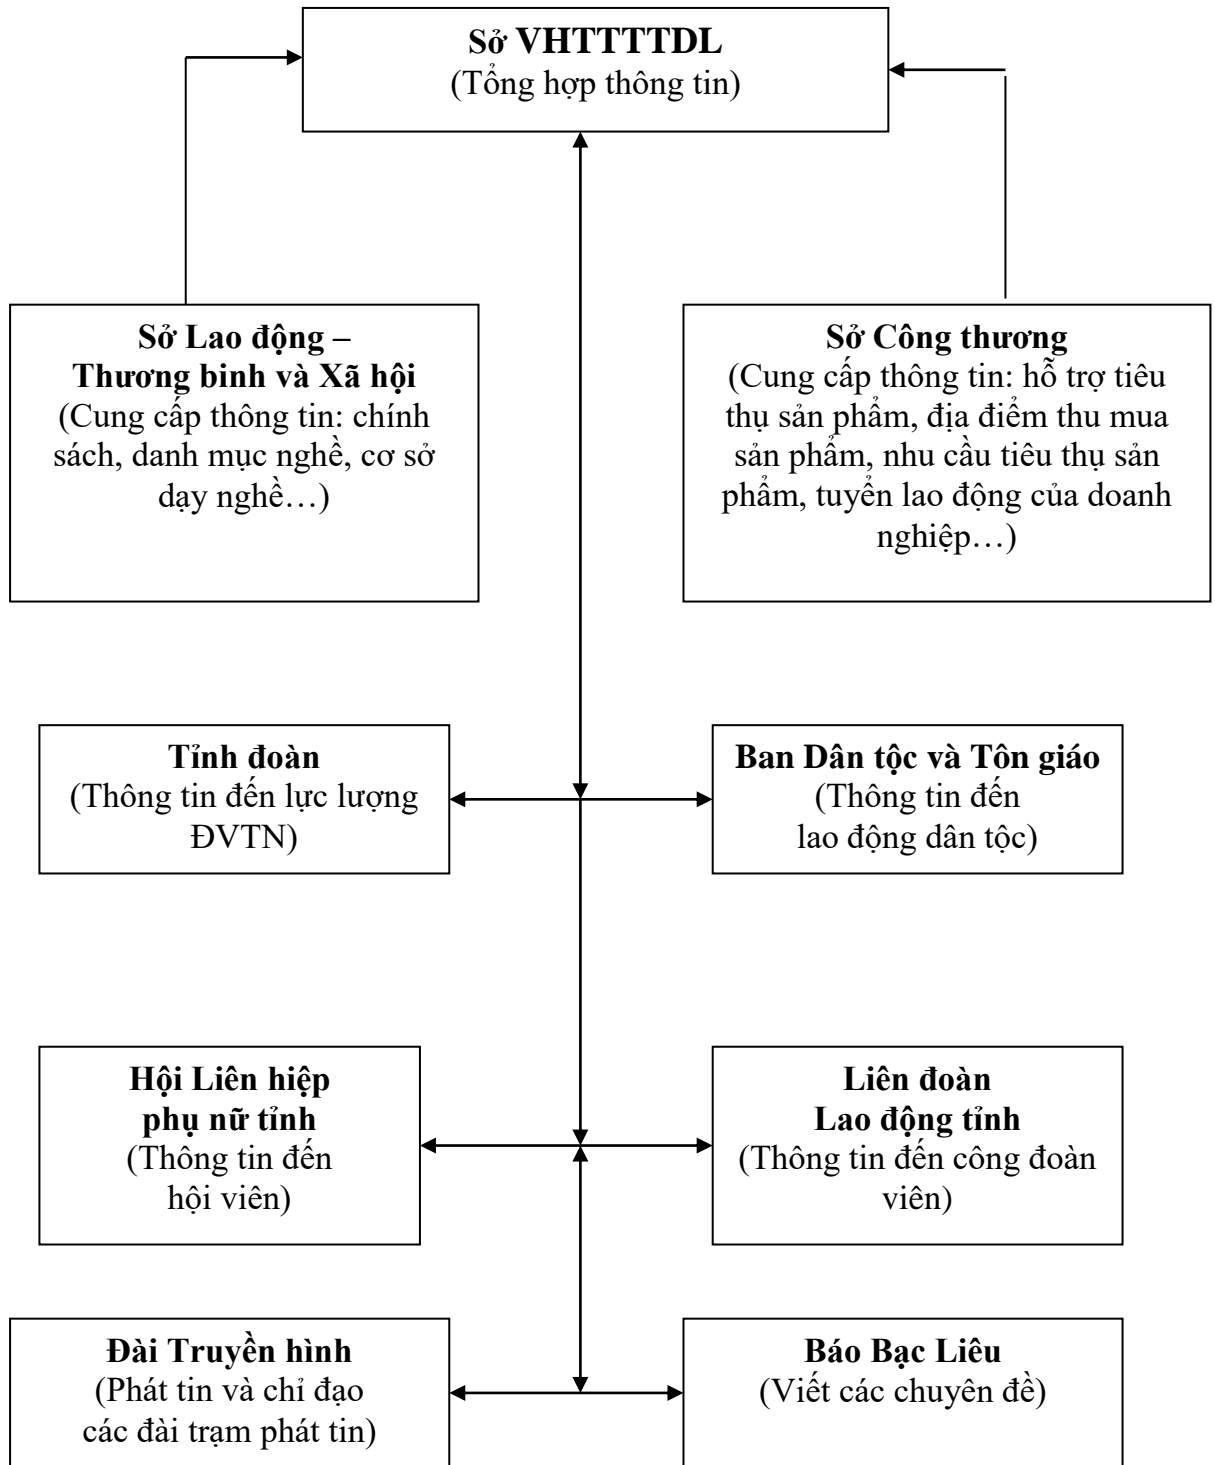 Sở VHTTTTDL
(Tổng hợp thông tin)
Sở Lao động –
Thương binh và Xã hội
(Cung cấp thông tin: chính
sách, danh mục nghề, cơ sở
dạy nghề…)
Sở Công thương
(Cung cấp thông tin: hỗ trợ tiêu
thụ sản phẩm, địa điểm thu mua
sản phẩm, nhu cầu tiêu thụ sản
phẩm, tuyển lao động của doanh
nghiệp…)
Tỉnh đoàn
(Thông tin đến lực lượng
ĐVTN)
Ban Dân tộc và Tôn giáo
(Thông tin đến
lao động dân tộc)
Hội Liên hiệp
phụ nữ tỉnh
(Thông tin đến
hội viên)
Liên đoàn
Lao động tỉnh
(Thông tin đến công đoàn
viên)
Đài Truyền hình
(Phát tin và chỉ đạo
các đài trạm phát tin)
Báo Bạc Liêu
(Viết các chuyên đề)